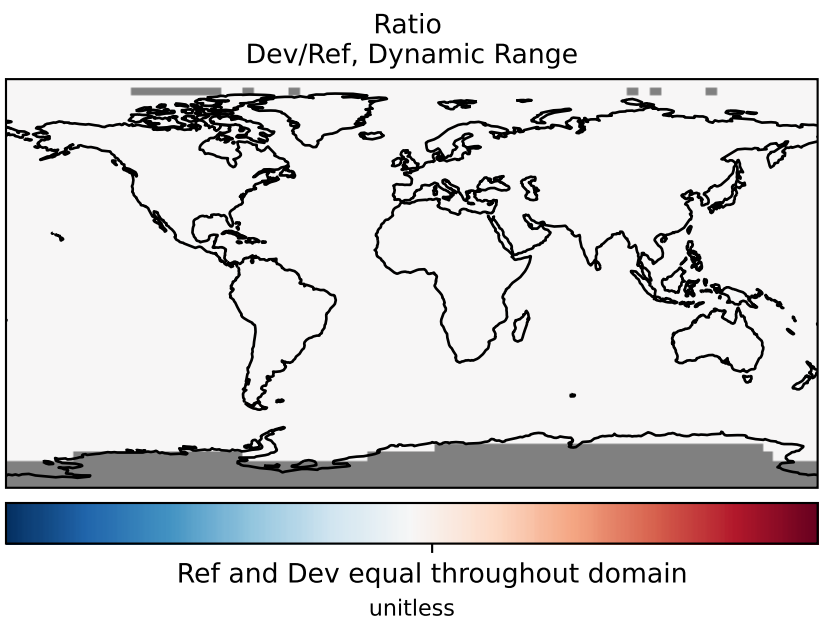 Ratio
Dev/Ref, Dynamic Range
Ref and Dev equal throughout domain
unitless